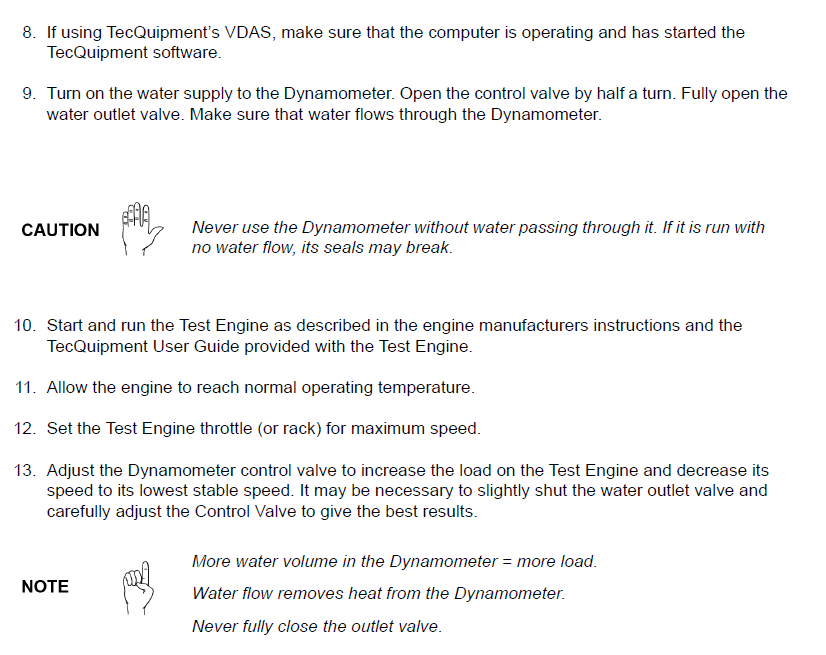 8. If using TecQuipment's VDAS, make sure that the computer is operating and has started the
TecQuipment software.
9. Turn on the water supply to the Dynamometer. Open the control valve by half a turn. Fully open the
water outlet valve. Make sure that water flows through the Dynamometer.
CAUTION
Never use the Dynamometer without water passing through it. If it is run with
no water flow, its seals may break.
10. Start and run the Test Engine as described in the engine manufacturers instructions and the
TecQuipment User Guide provided with the Test Engine.
11. Allow the engine to reach normal operating temperature.
12. Set the Test Engine throttle (or rack) for maximum speed.
13. Adjust the Dynamometer control valve to increase the load on the Test Engine and decrease its
speed to its lowest stable speed. It may be necessary to slightly shut the water outlet valve and
carefully adjust the Control Valve to give the best results.
NOTE
More water volume in the Dynamometer = more load.
Water flow removes heat from the Dynamometer.
Never fully close the outlet valve.